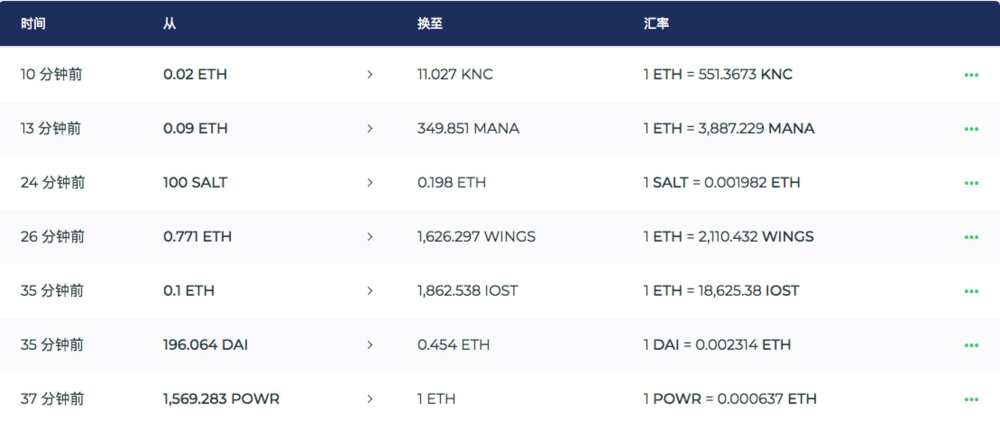 时间 从 换至 汇率
10 分钟前 0.02 ETH > 11.027 KNC 1 ETH = 551.3673 KNC •••
13 分钟前 0.09 ETH > 349.851 MANA 1 ETH = 3,887.229 MANA •••
24 分钟前 100 SALT > 0.198 ETH 1 SALT = 0.001982 ETH •••
26 分钟前 0.771 ETH > 1,626.297 WINGS 1 ETH = 2,110.432 WINGS •••
35 分钟前 0.1 ETH > 1,862.538 IOST 1 ETH = 18,625.38 IOST •••
35 分钟前 196.064 DAI > 0.454 ETH 1 DAI = 0.002314 ETH •••
37 分钟前 1,569.283 POWR > 1 ETH 1 POWR = 0.000637 ETH •••